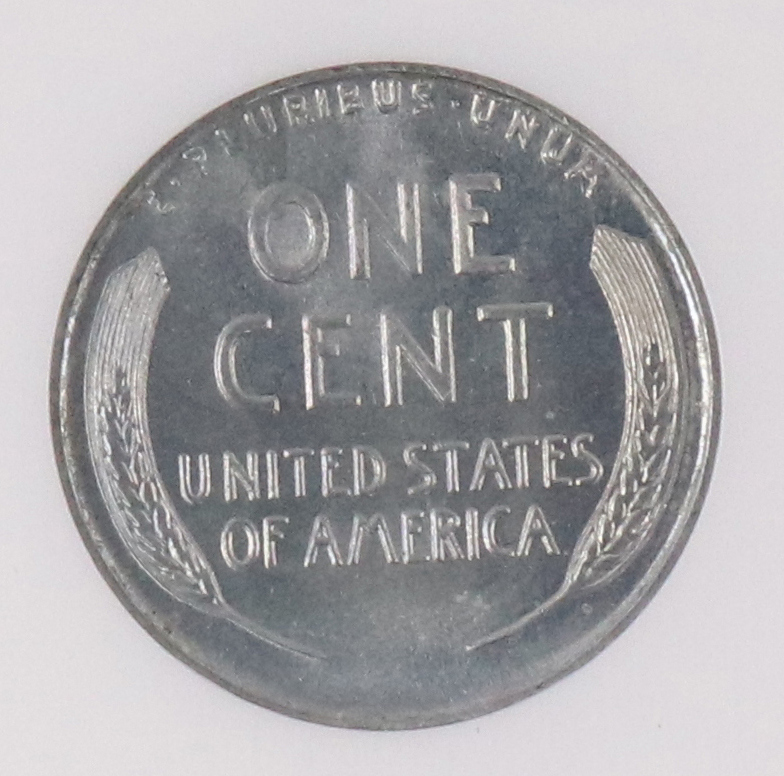 E·PLURIBUS·UNUM
ONE
CENT
UNITED STATES
OF AMERICA